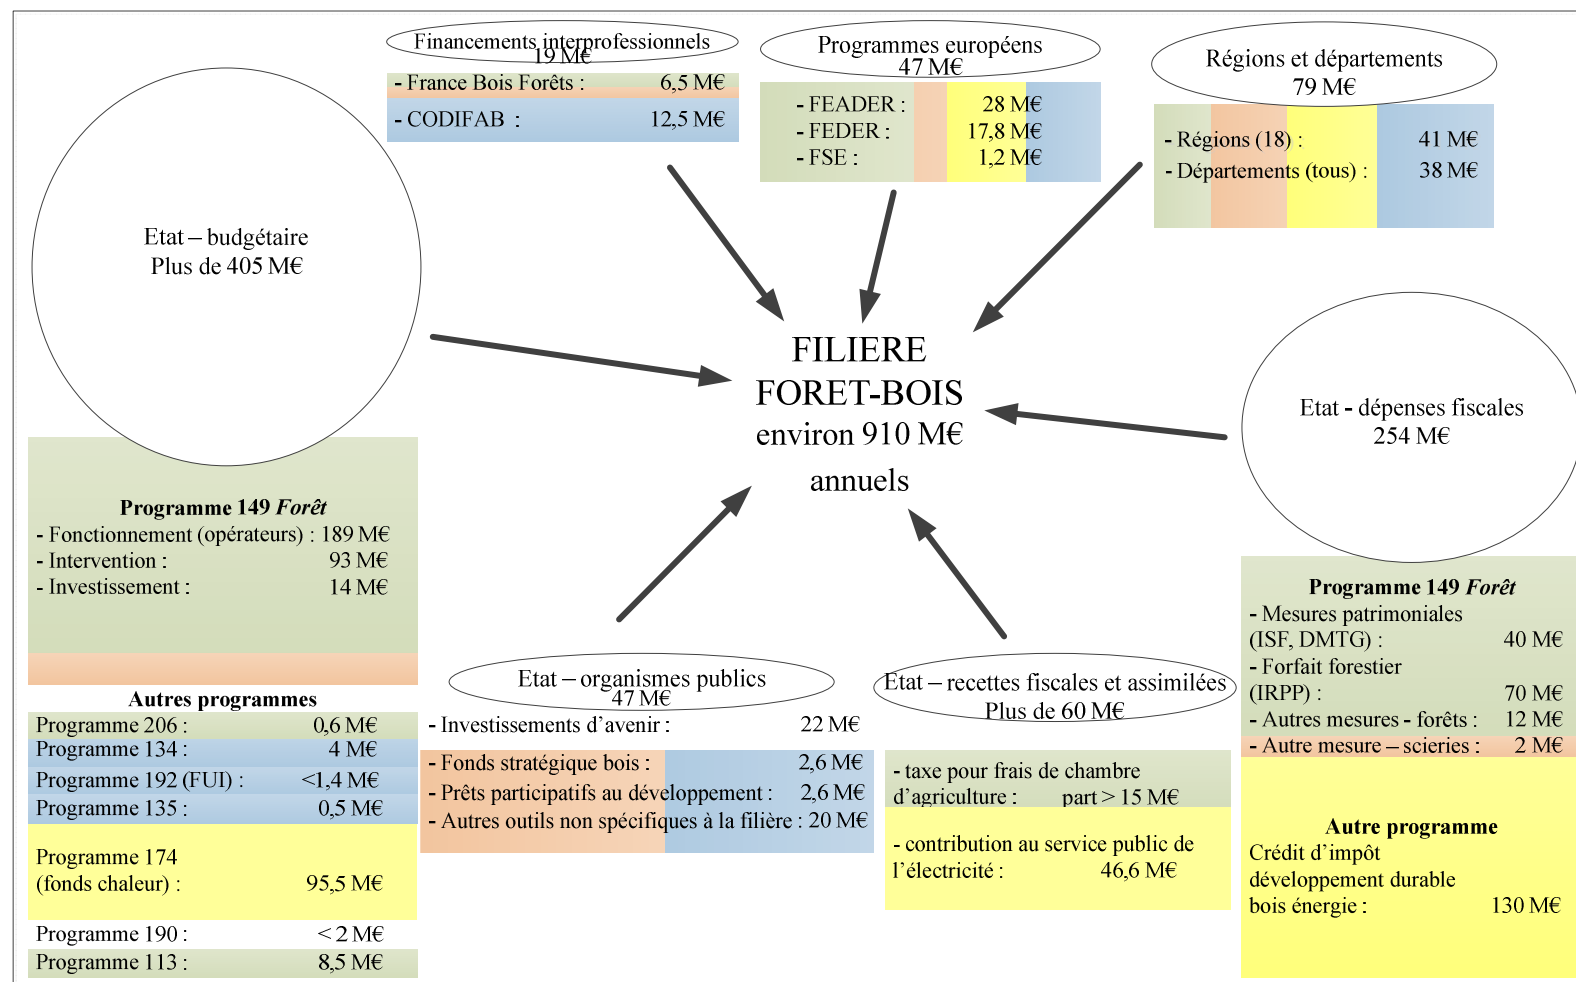 Financements interprofessionnels
19 M€
- France Bois Forêts : 6,5 M€
- CODIFAB : 12,5 M€
Programmes européens
47 M€
- FEADER : 28 M€
- FEDER : 17,8 M€
- FSE : 1,2 M€
Régions et départements
79 M€
- Régions (18) : 41 M€
- Départements (tous) : 38 M€
Etat – budgétaire
Plus de 405 M€
FILIERE
FORET-BOIS
environ 910 M€
annuels
Etat - dépenses fiscales
254 M€
Programme 149 Forêt
- Fonctionnement (opérateurs) : 189 M€
- Intervention : 93 M€
- Investissement : 14 M€
Autres programmes
Programme 206 : 0,6 M€
Programme 134 : 4 M€
Programme 192 (FUI) : <1,4 M€
Programme 135 : 0,5 M€
Programme 174
(fonds chaleur) : 95,5 M€
Programme 190 : < 2 M€
Programme 113 : 8,5 M€
Etat – organismes publics
47 M€
- Investissements d’avenir : 22 M€
- Fonds stratégique bois : 2,6 M€
- Prêts participatifs au développement : 2,6 M€
- Autres outils non spécifiques à la filière : 20 M€
Etat – recettes fiscales et assimilées
Plus de 60 M€
- taxe pour frais de chambre
d’agriculture : part > 15 M€
- contribution au service public de
l’électricité : 46,6 M€
Programme 149 Forêt
- Mesures patrimoniales
(ISF, DMTG) : 40 M€
- Forfait forestier
(IRPP) : 70 M€
- Autres mesures - forêts : 12 M€
- Autre mesure – scieries : 2 M€
Autre programme
Crédit d’impôt
développement durable
bois énergie : 130 M€